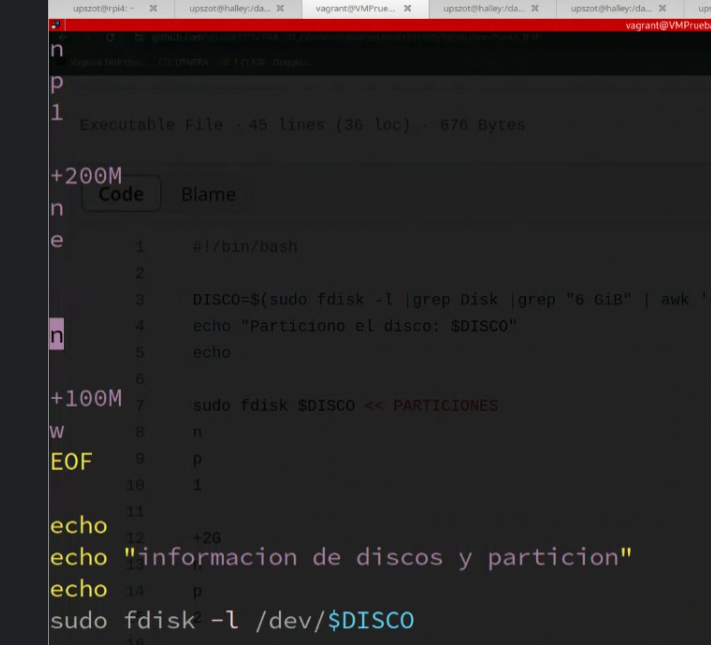 upszot@rpi4: ~
upszot@halley:/da...
vagrant@VMPrue...
upszot@halley:/da...
upszot@halley:/da...
ups
vagrant@VMPrueba
n
p
1
Executable File · 45 lines (36 loc) · 676 Bytes
+200M
Code Blame
n
e
1 #!/bin/bash
2
3 DISCO=$(sudo fdisk -l |grep Disk |grep "6 GiB" | awk '
4 echo "Particiono el disco: $DISCO"
n
5 echo
6
+100M
7 sudo fdisk $DISCO << PARTICIONES
w
8 n
EOF
9 p
10 1
11
echo
12 +2G
echo "informacion de discos y particion"
echo
14 p
sudo fdisk -l /dev/$DISCO
16